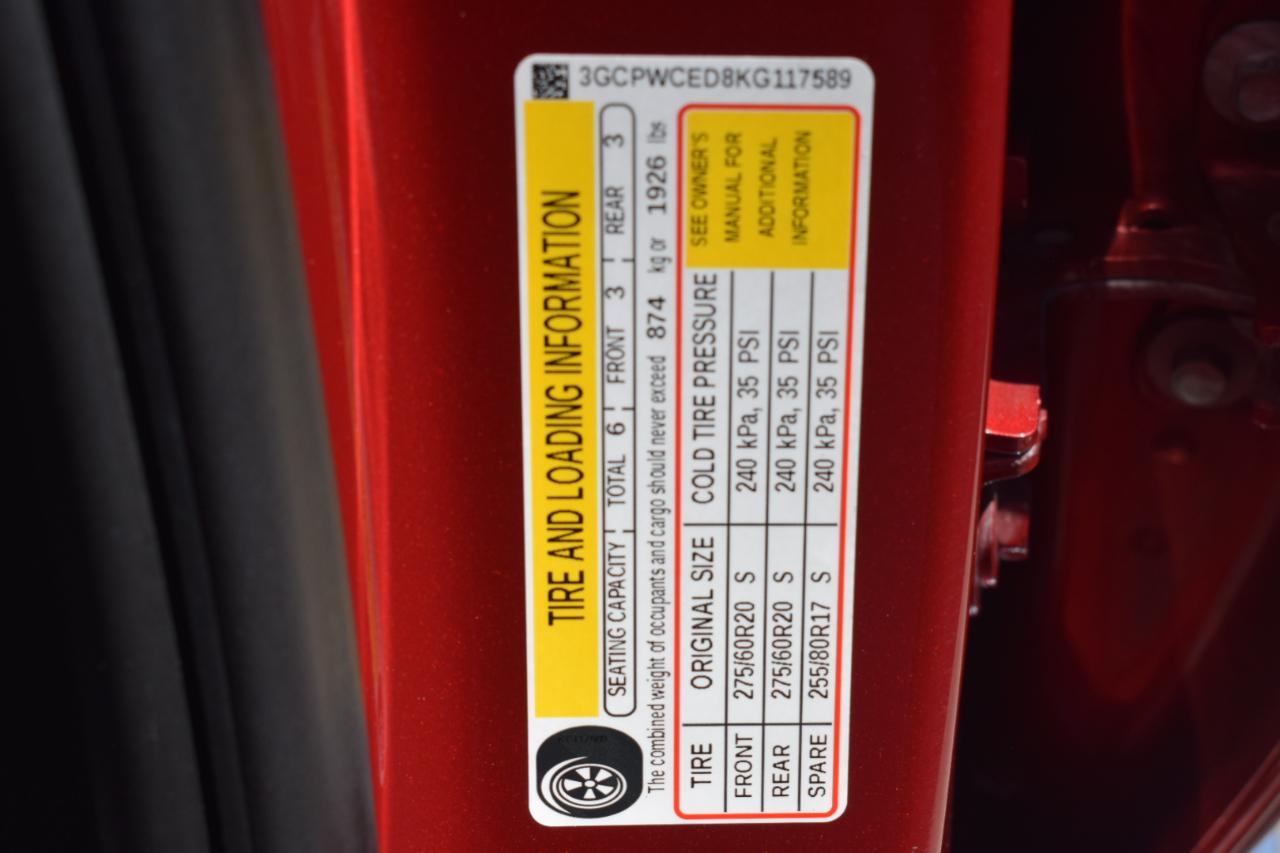 3GCPWCED8KG117589
TIRE AND LOADING INFORMATION
SEATING CAPACITY TOTAL 6 FRONT 3 REAR 3
The combined weight of occupants and cargo should never exceed 874 kg or 1926 lbs
TIRE ORIGINAL SIZE COLD TIRE PRESSURE
FRONT 275/60R20 S 240 kPa, 35 PSI
REAR 275/60R20 S 240 kPa, 35 PSI
SPARE 255/80R17 S 240 kPa, 35 PSI
SEE OWNER'S
MANUAL FOR
ADDITIONAL
INFORMATION